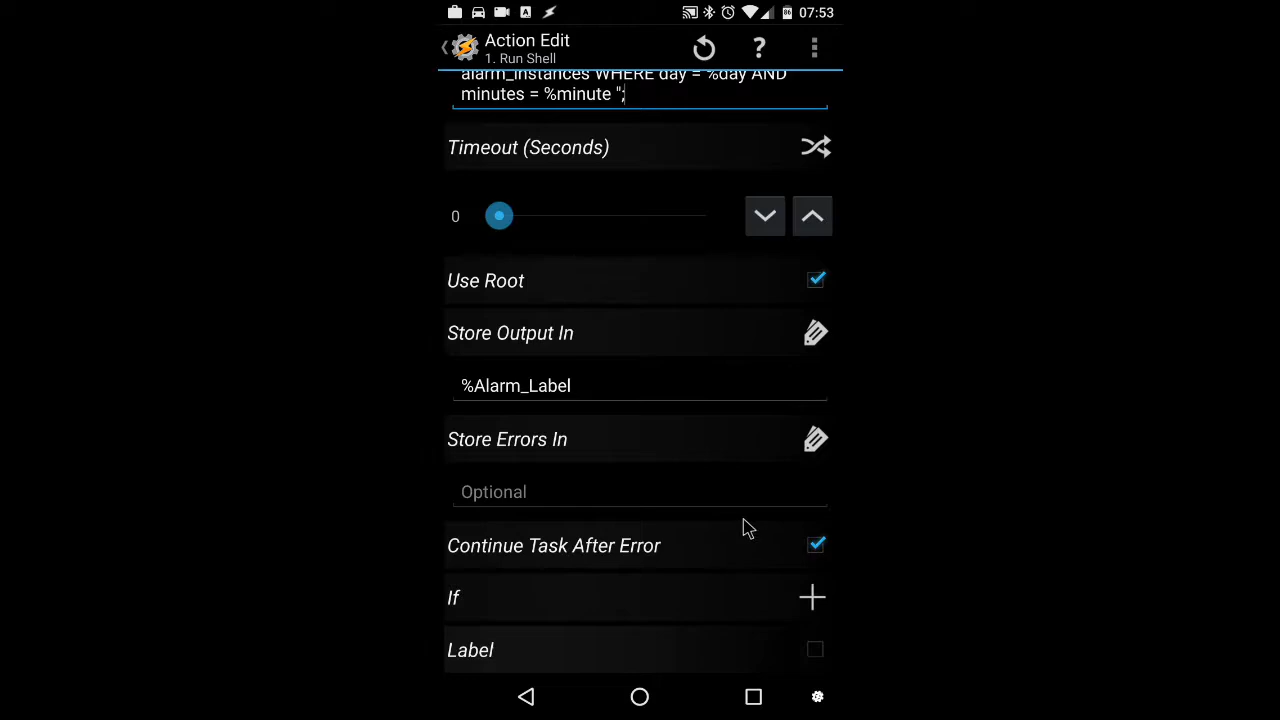 07:53
Action Edit
1. Run Shell
alarm_instances WHERE day = %day AND
minutes = %minute ";
Timeout (Seconds)
0
Use Root
Store Output In
%Alarm_Label
Store Errors In
Optional
Continue Task After Error
If
Label